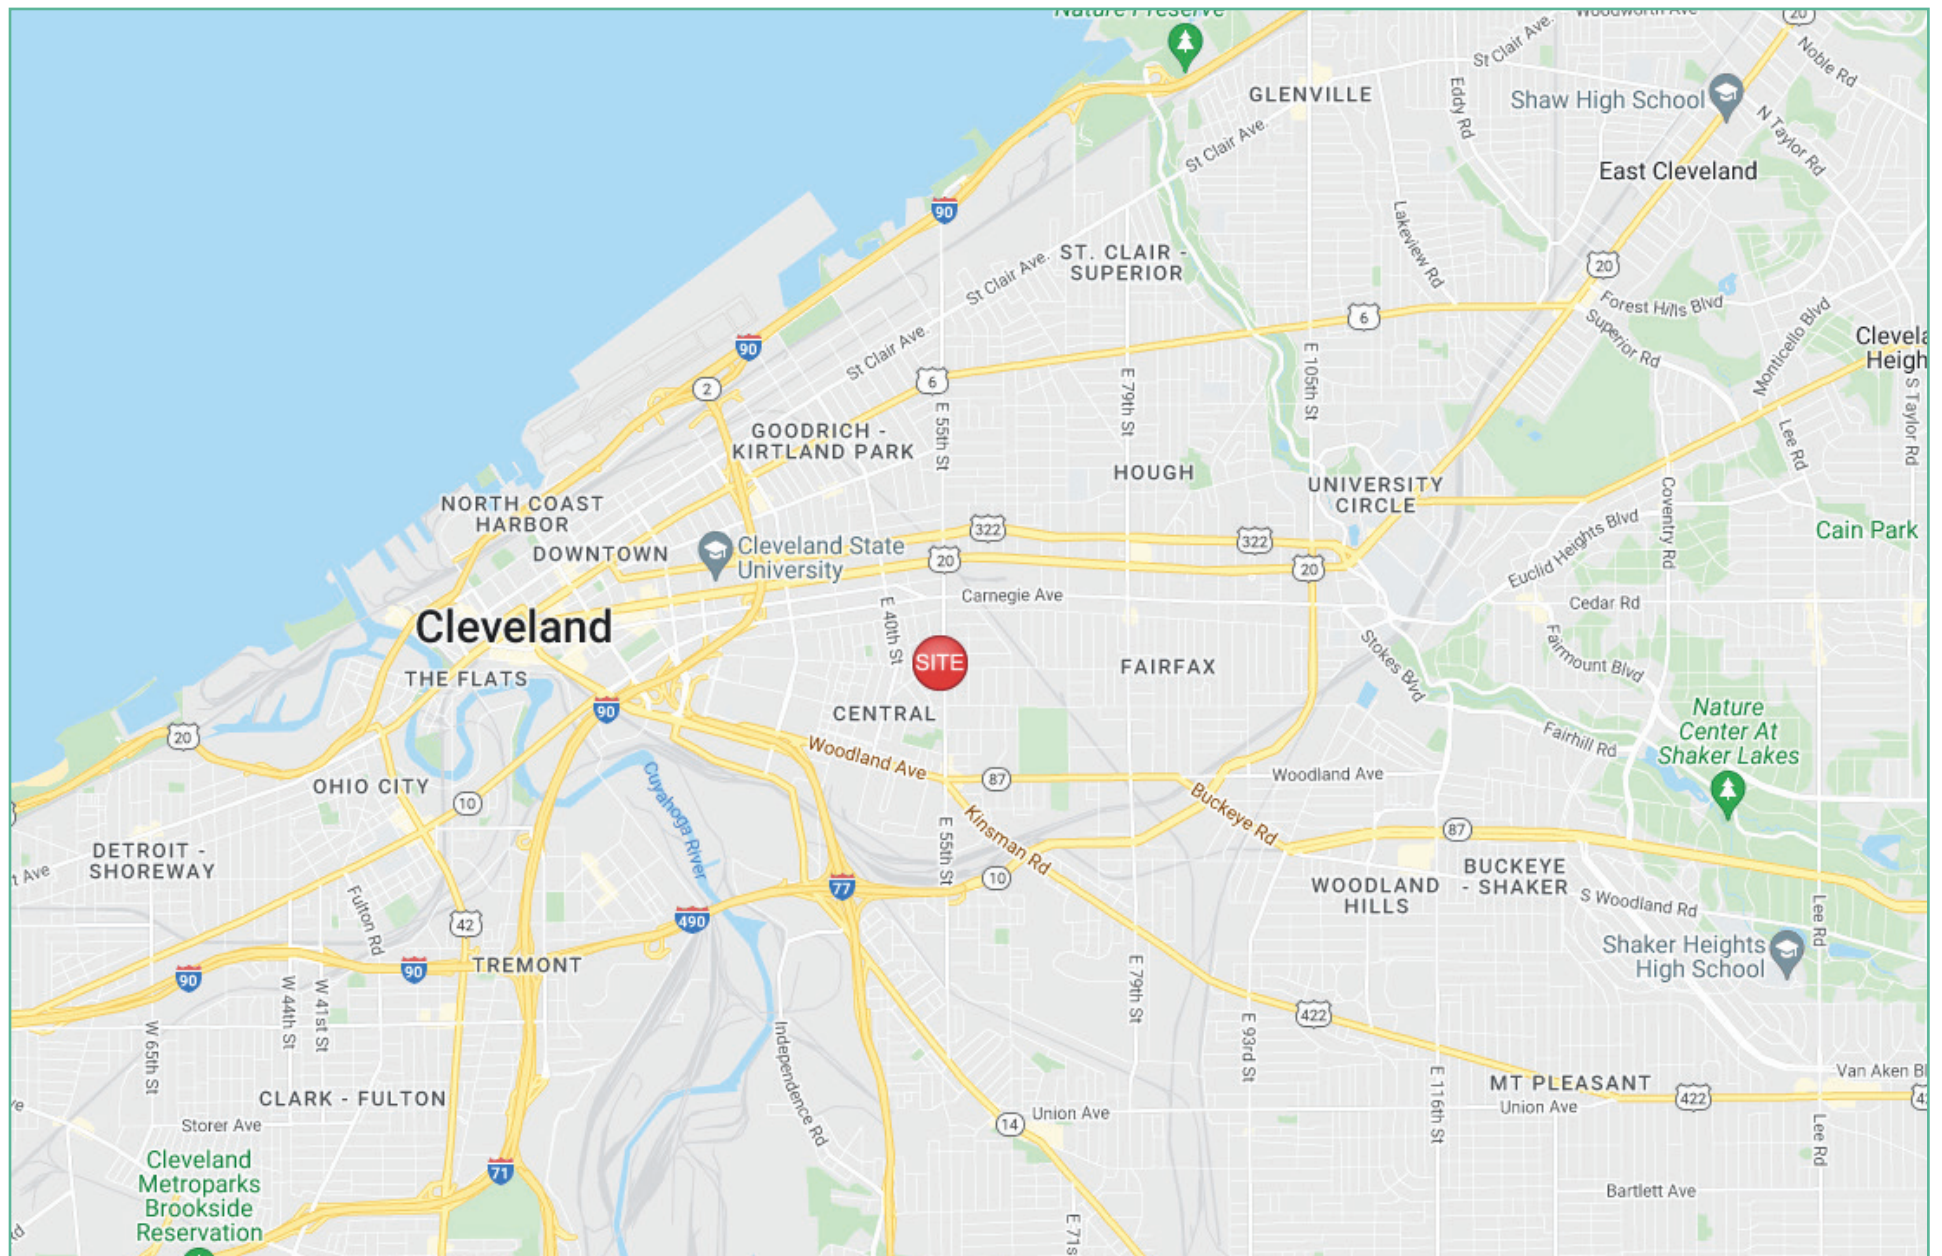 Nature Preserve
Woodworth Ave
20
St Clair Ave.
Noble Rd
GLENVILLE
Eddy Rd
Shaw High School
N Taylor Rd
St Clair Ave.
East Cleveland
90
Lakeview Rd
ST. CLAIR -
SUPERIOR
St Clair Ave.
20
Forest Hills Blvd
6
Superior Rd
Monticello Blvd
Clevela
Heigh
90
St Clair Ave.
2
6
E 55th St
E 79th St
E 105th St
S Taylor Rd
GOODRICH -
KIRTLAND PARK
Lee Rd
HOUGH
UNIVERSITY
CIRCLE
Coventry Rd
NORTH COAST
HARBOR
322
322
Euclid Heights Blvd
Cain Park
DOWNTOWN
Cleveland State
University
20
20
Carnegie Ave
Cedar Rd
E 40th St
Cleveland
SITE
Stokes Blvd
Fairmount Blvd
FAIRFAX
THE FLATS
90
CENTRAL
Nature
Center At
Shaker Lakes
20
Woodland Ave
Fairhill Rd
87
Woodland Ave
OHIO CITY
Cuyahoga River
10
Buckeye Rd
Kinsman Rd
E 55th St
87
DETROIT -
SHOREWAY
t Ave
77
10
WOODLAND
HILLS
BUCKEYE
- SHAKER
S Woodland Rd
Lee Rd
Fulton Rd
42
490
Shaker Heights
High School
90
90
TREMONT
W 44th St
W 41st St
E 79th St
422
E 93rd St
W 65th St
Independence Rd
Van Aken Bl
E 116th St
MT PLEASANT
Union Ave
422
42
CLARK - FULTON
Storer Ave
14
Union Ave
Lee Rd
Cleveland
Metroparks
Brookside
Reservation
71
Bartlett Ave
E 71s